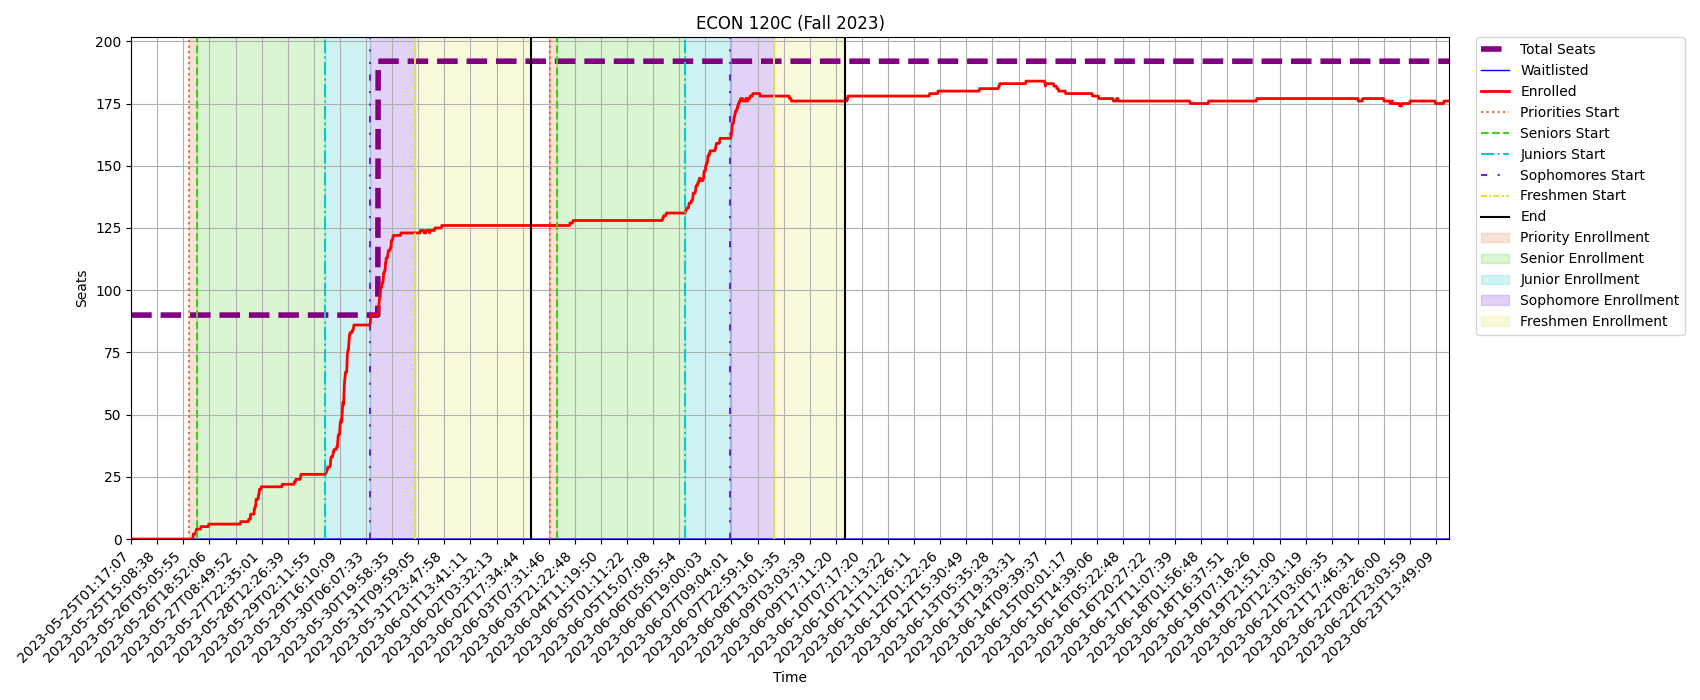 ECON 120C (Fall 2023)
Seats
200
175
150
125
100
75
50
25
0
2023-05-25T01:17:07
2023-05-25T15:08:38
2023-05-26T05:05:55
2023-05-26T18:52:06
2023-05-27T08:49:52
2023-05-27T22:35:01
2023-05-28T12:26:39
2023-05-29T02:11:55
2023-05-29T16:10:09
2023-05-30T06:07:33
2023-05-30T19:58:35
2023-05-31T09:59:05
2023-05-31T23:47:58
2023-06-01T13:41:11
2023-06-02T03:32:13
2023-06-02T17:34:44
2023-06-03T07:31:46
2023-06-03T21:22:48
2023-06-04T11:19:50
2023-06-05T01:11:22
2023-06-05T15:07:08
2023-06-06T05:05:54
2023-06-06T19:00:03
2023-06-07T09:04:01
2023-06-07T22:59:16
2023-06-08T13:01:35
2023-06-09T03:03:39
2023-06-09T17:11:20
2023-06-10T07:17:20
2023-06-10T21:13:22
2023-06-11T11:26:11
2023-06-12T01:22:26
2023-06-12T15:30:49
2023-06-13T05:35:28
2023-06-13T19:33:31
2023-06-14T09:39:37
2023-06-15T00:01:17
2023-06-15T14:39:06
2023-06-16T05:22:48
2023-06-16T20:27:22
2023-06-17T11:07:39
2023-06-18T01:56:48
2023-06-18T16:37:51
2023-06-19T07:18:26
2023-06-19T21:51:00
2023-06-20T12:31:19
2023-06-21T03:06:35
2023-06-21T17:46:31
2023-06-22T08:26:00
2023-06-22T23:03:59
2023-06-23T13:49:09
Time
Total Seats
Waitlisted
Enrolled
Priorities Start
Seniors Start
Juniors Start
Sophomores Start
Freshmen Start
End
Priority Enrollment
Senior Enrollment
Junior Enrollment
Sophomore Enrollment
Freshmen Enrollment